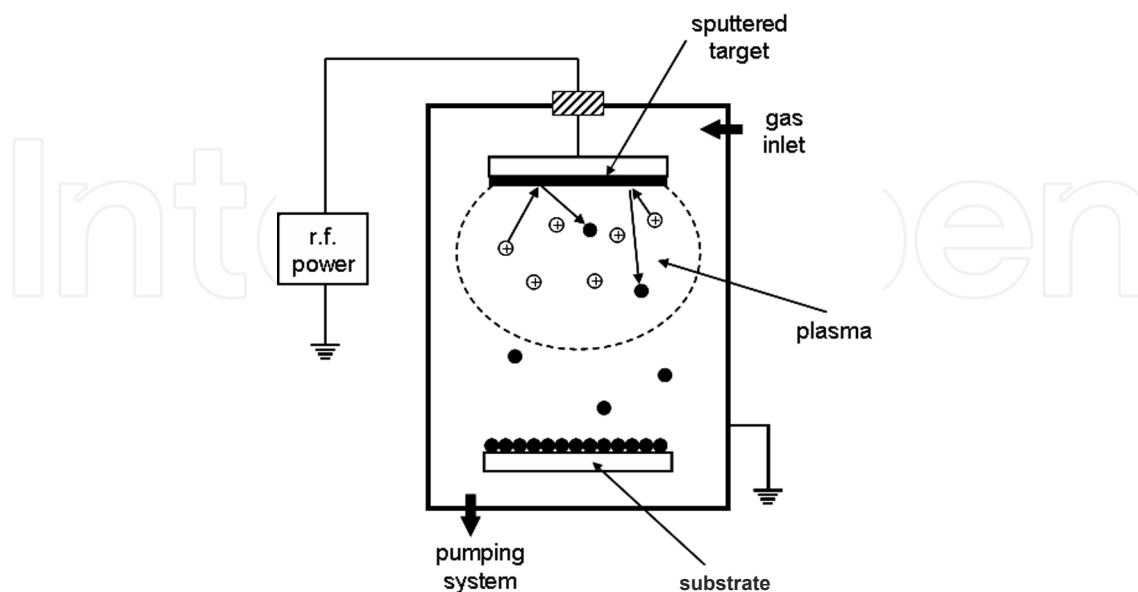 sputtered
target
gas
inlet
r.f.
power
plasma
pumping
system
substrate